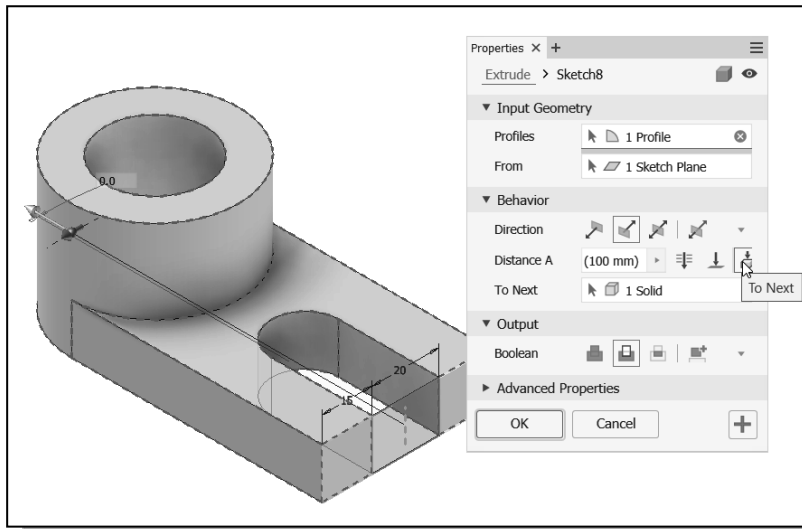 Properties × +
Extrude > Sketch8
▼ Input Geometry
Profiles 1 Profile
From 1 Sketch Plane
▼ Behavior
Direction
Distance A (100 mm)
To Next 1 Solid
To Next
▼ Output
Boolean
▶ Advanced Properties
OK Cancel +
0.0
20
15